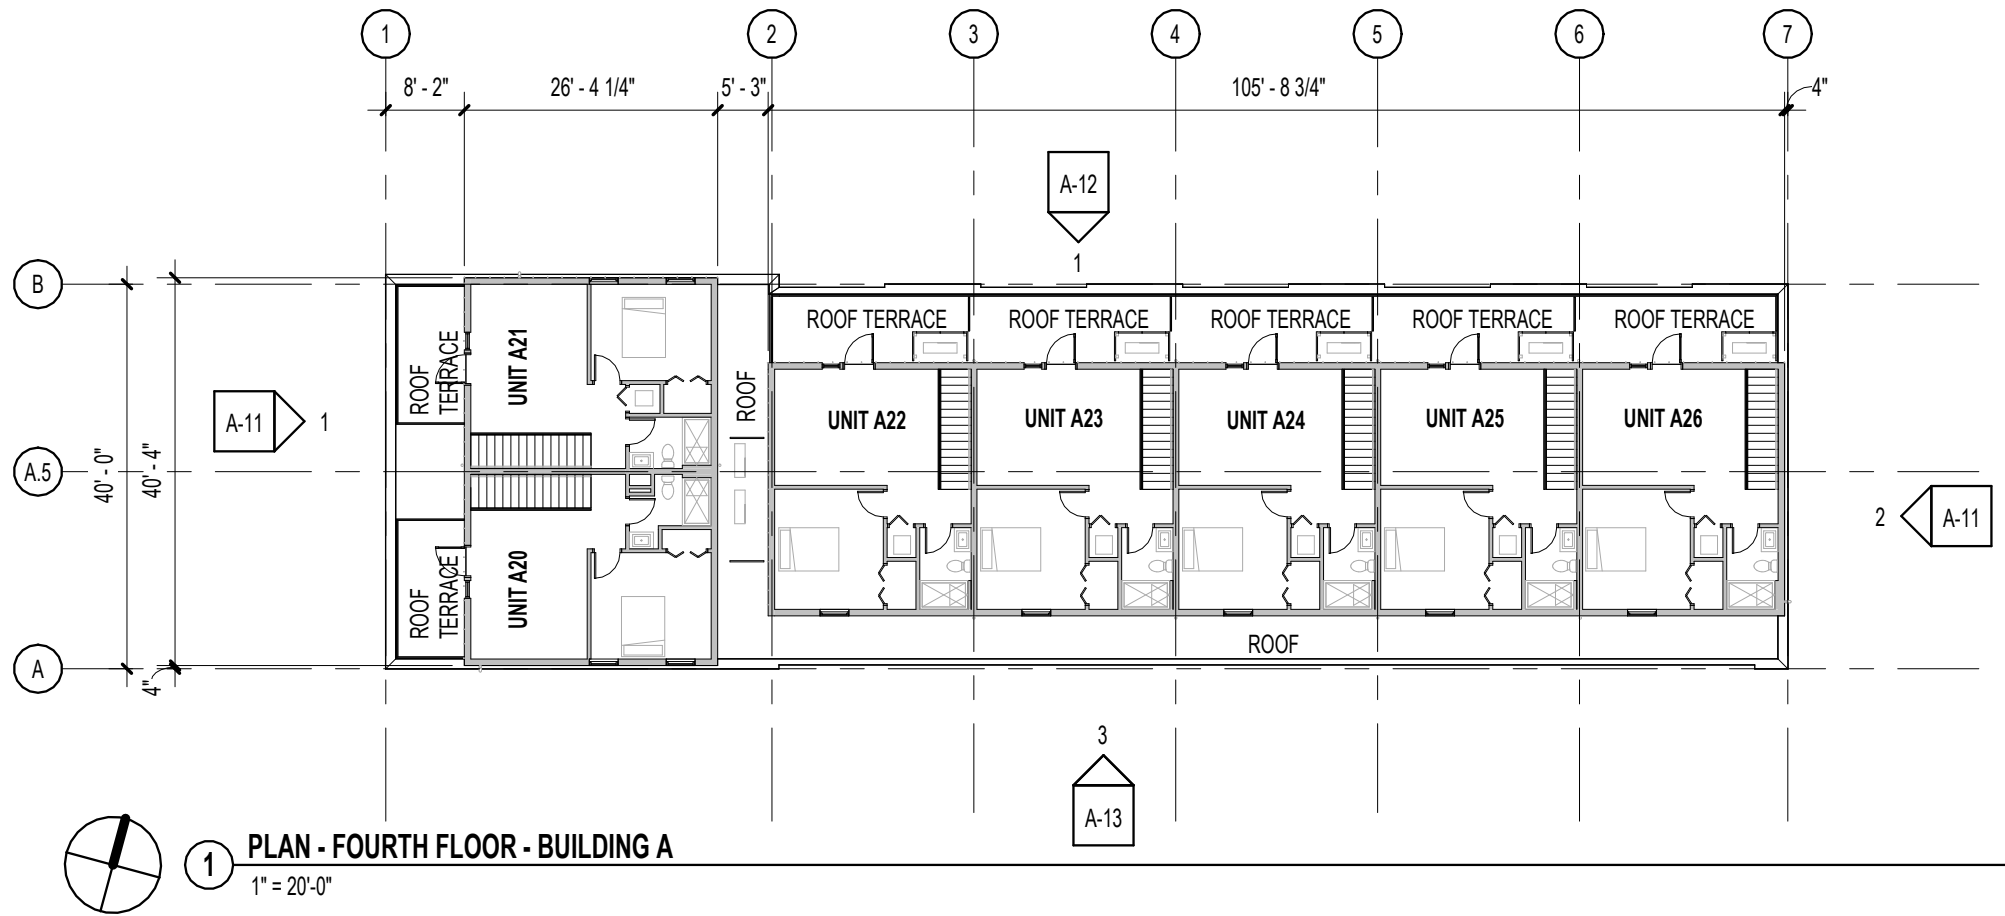 1
2
3
4
5
6
7
8' - 2"
26' - 4 1/4"
5' - 3"
105' - 8 3/4"
4"
A-12
1
B
A.5
A
40' - 0"
40' - 4"
4"
A-11
1
ROOF
TERRACE
UNIT A21
ROOF
TERRACE
UNIT A20
ROOF
ROOF TERRACE
ROOF TERRACE
ROOF TERRACE
ROOF TERRACE
ROOF TERRACE
UNIT A22
UNIT A23
UNIT A24
UNIT A25
UNIT A26
2
A-11
ROOF
3
A-13
1
PLAN - FOURTH FLOOR - BUILDING A
1" = 20'-0"